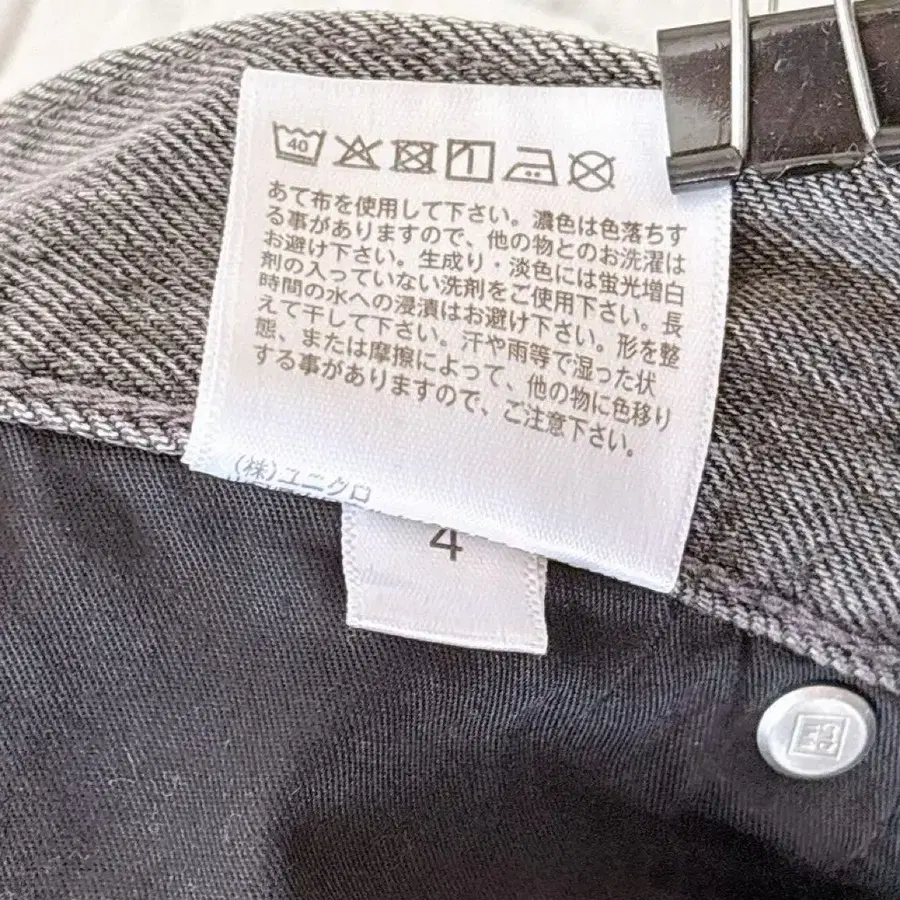 40
あて布を使用して下さい。濃色は色落ちす
る事がありますので、他の物とのお洗濯は
お避け下さい。生成り・淡色には蛍光増白
剤の入っていない洗剤をご使用下さい。長
時間の水への浸漬はお避け下さい。形を整
えて干して下さい。汗や雨等で湿った状
態、または摩擦によって、他の物に色移り
する事がありますので、ご注意下さい。
(株)ユニクロ
4